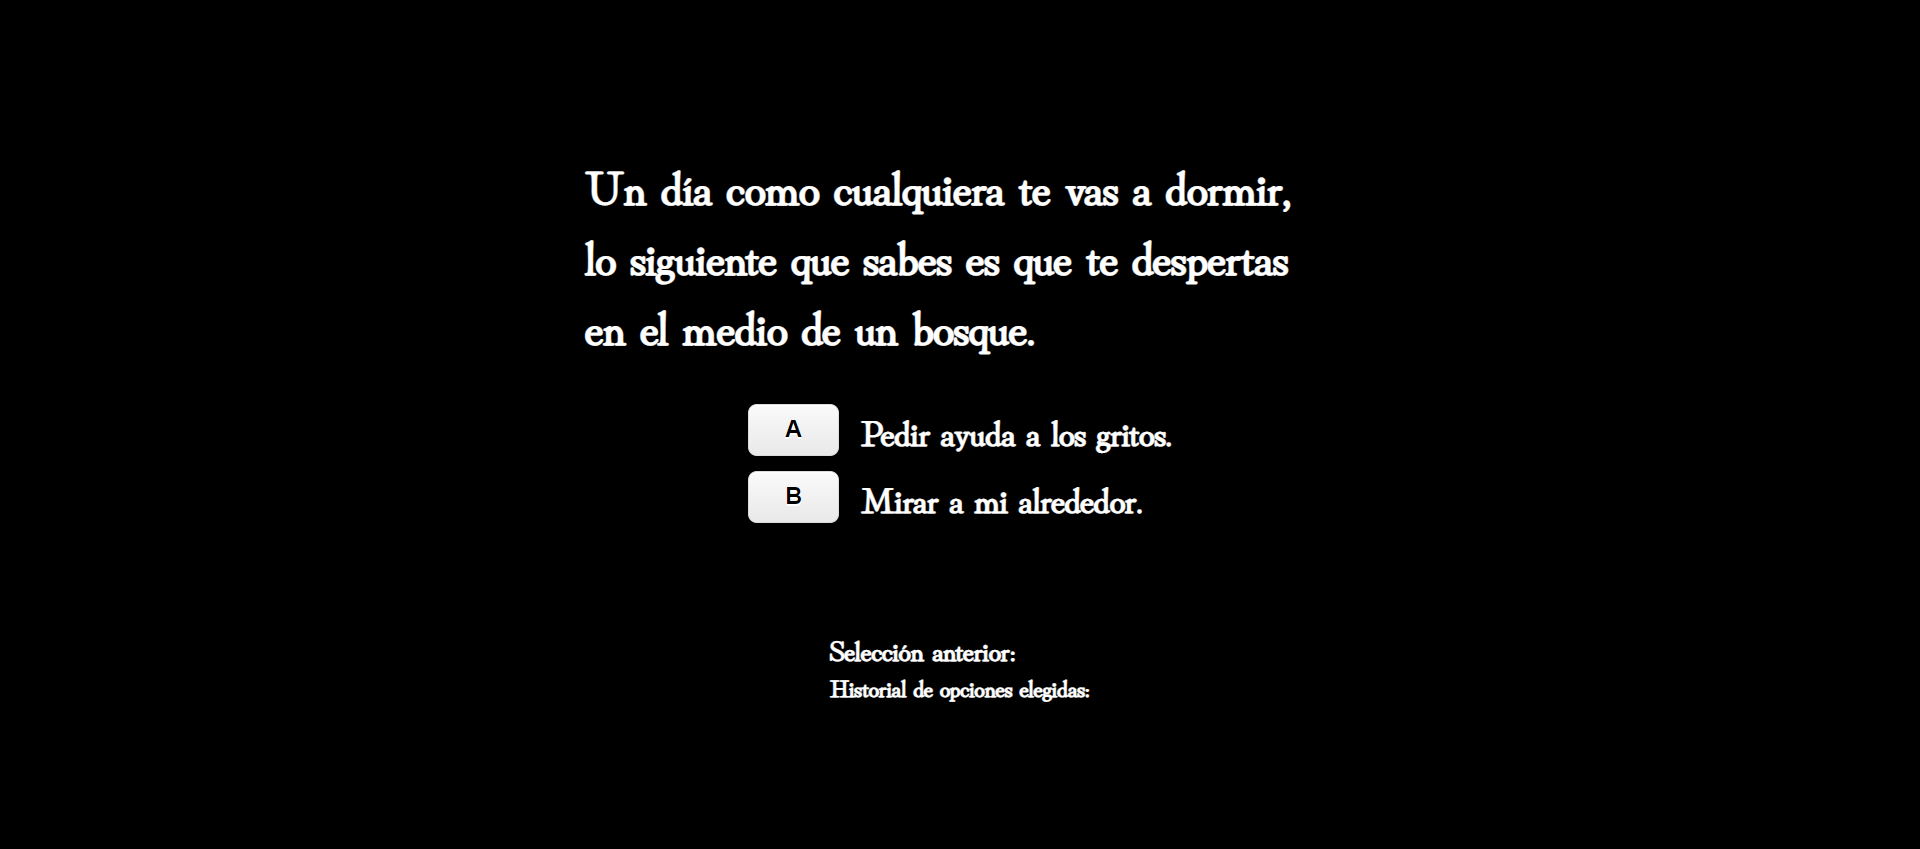 Un día como cualquiera te vas a dormir,
lo siguiente que sabes es que te despertas
en el medio de un bosque.
A Pedir ayuda a los gritos.
B Mirar a mi alrededor.
Selección anterior:
Historial de opciones elegidas: